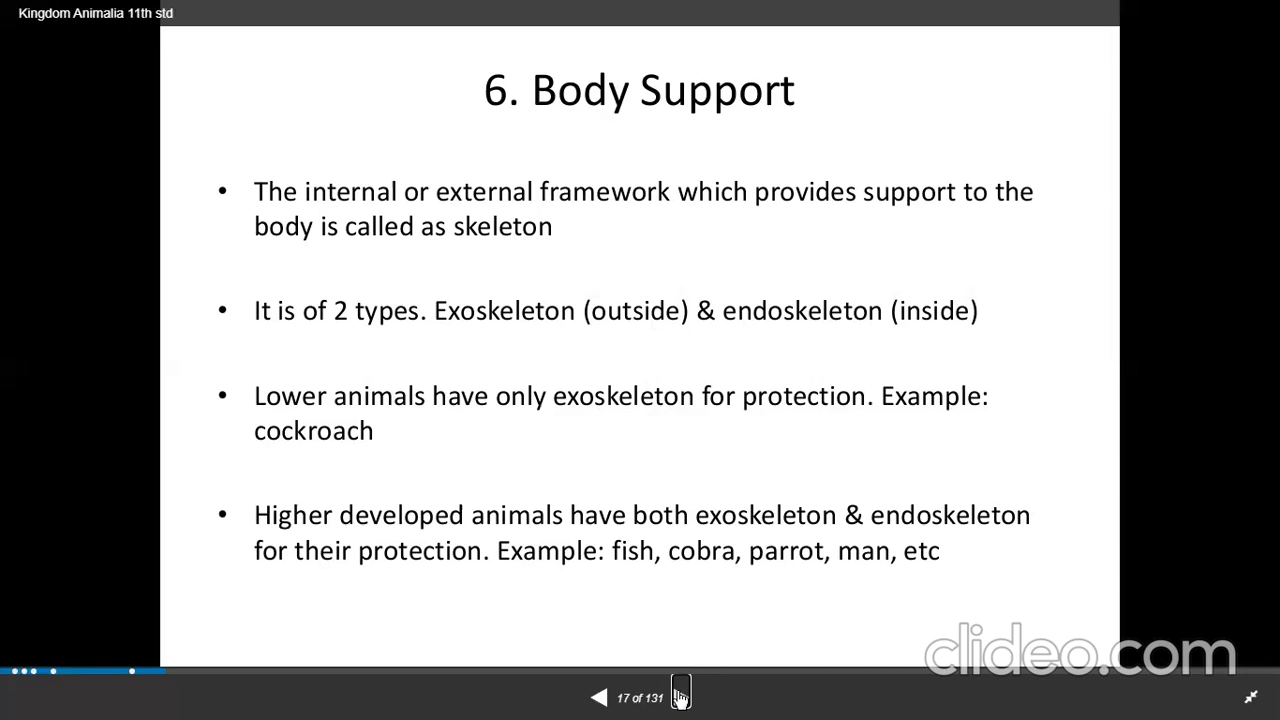 Kingdom Animalia 11th std
6. Body Support
• The internal or external framework which provides support to the
body is called as skeleton
• It is of 2 types. Exoskeleton (outside) & endoskeleton (inside)
• Lower animals have only exoskeleton for protection. Example:
cockroach
• Higher developed animals have both exoskeleton & endoskeleton
for their protection. Example: fish, cobra, parrot, man, etc
clideo.com
17 of 131